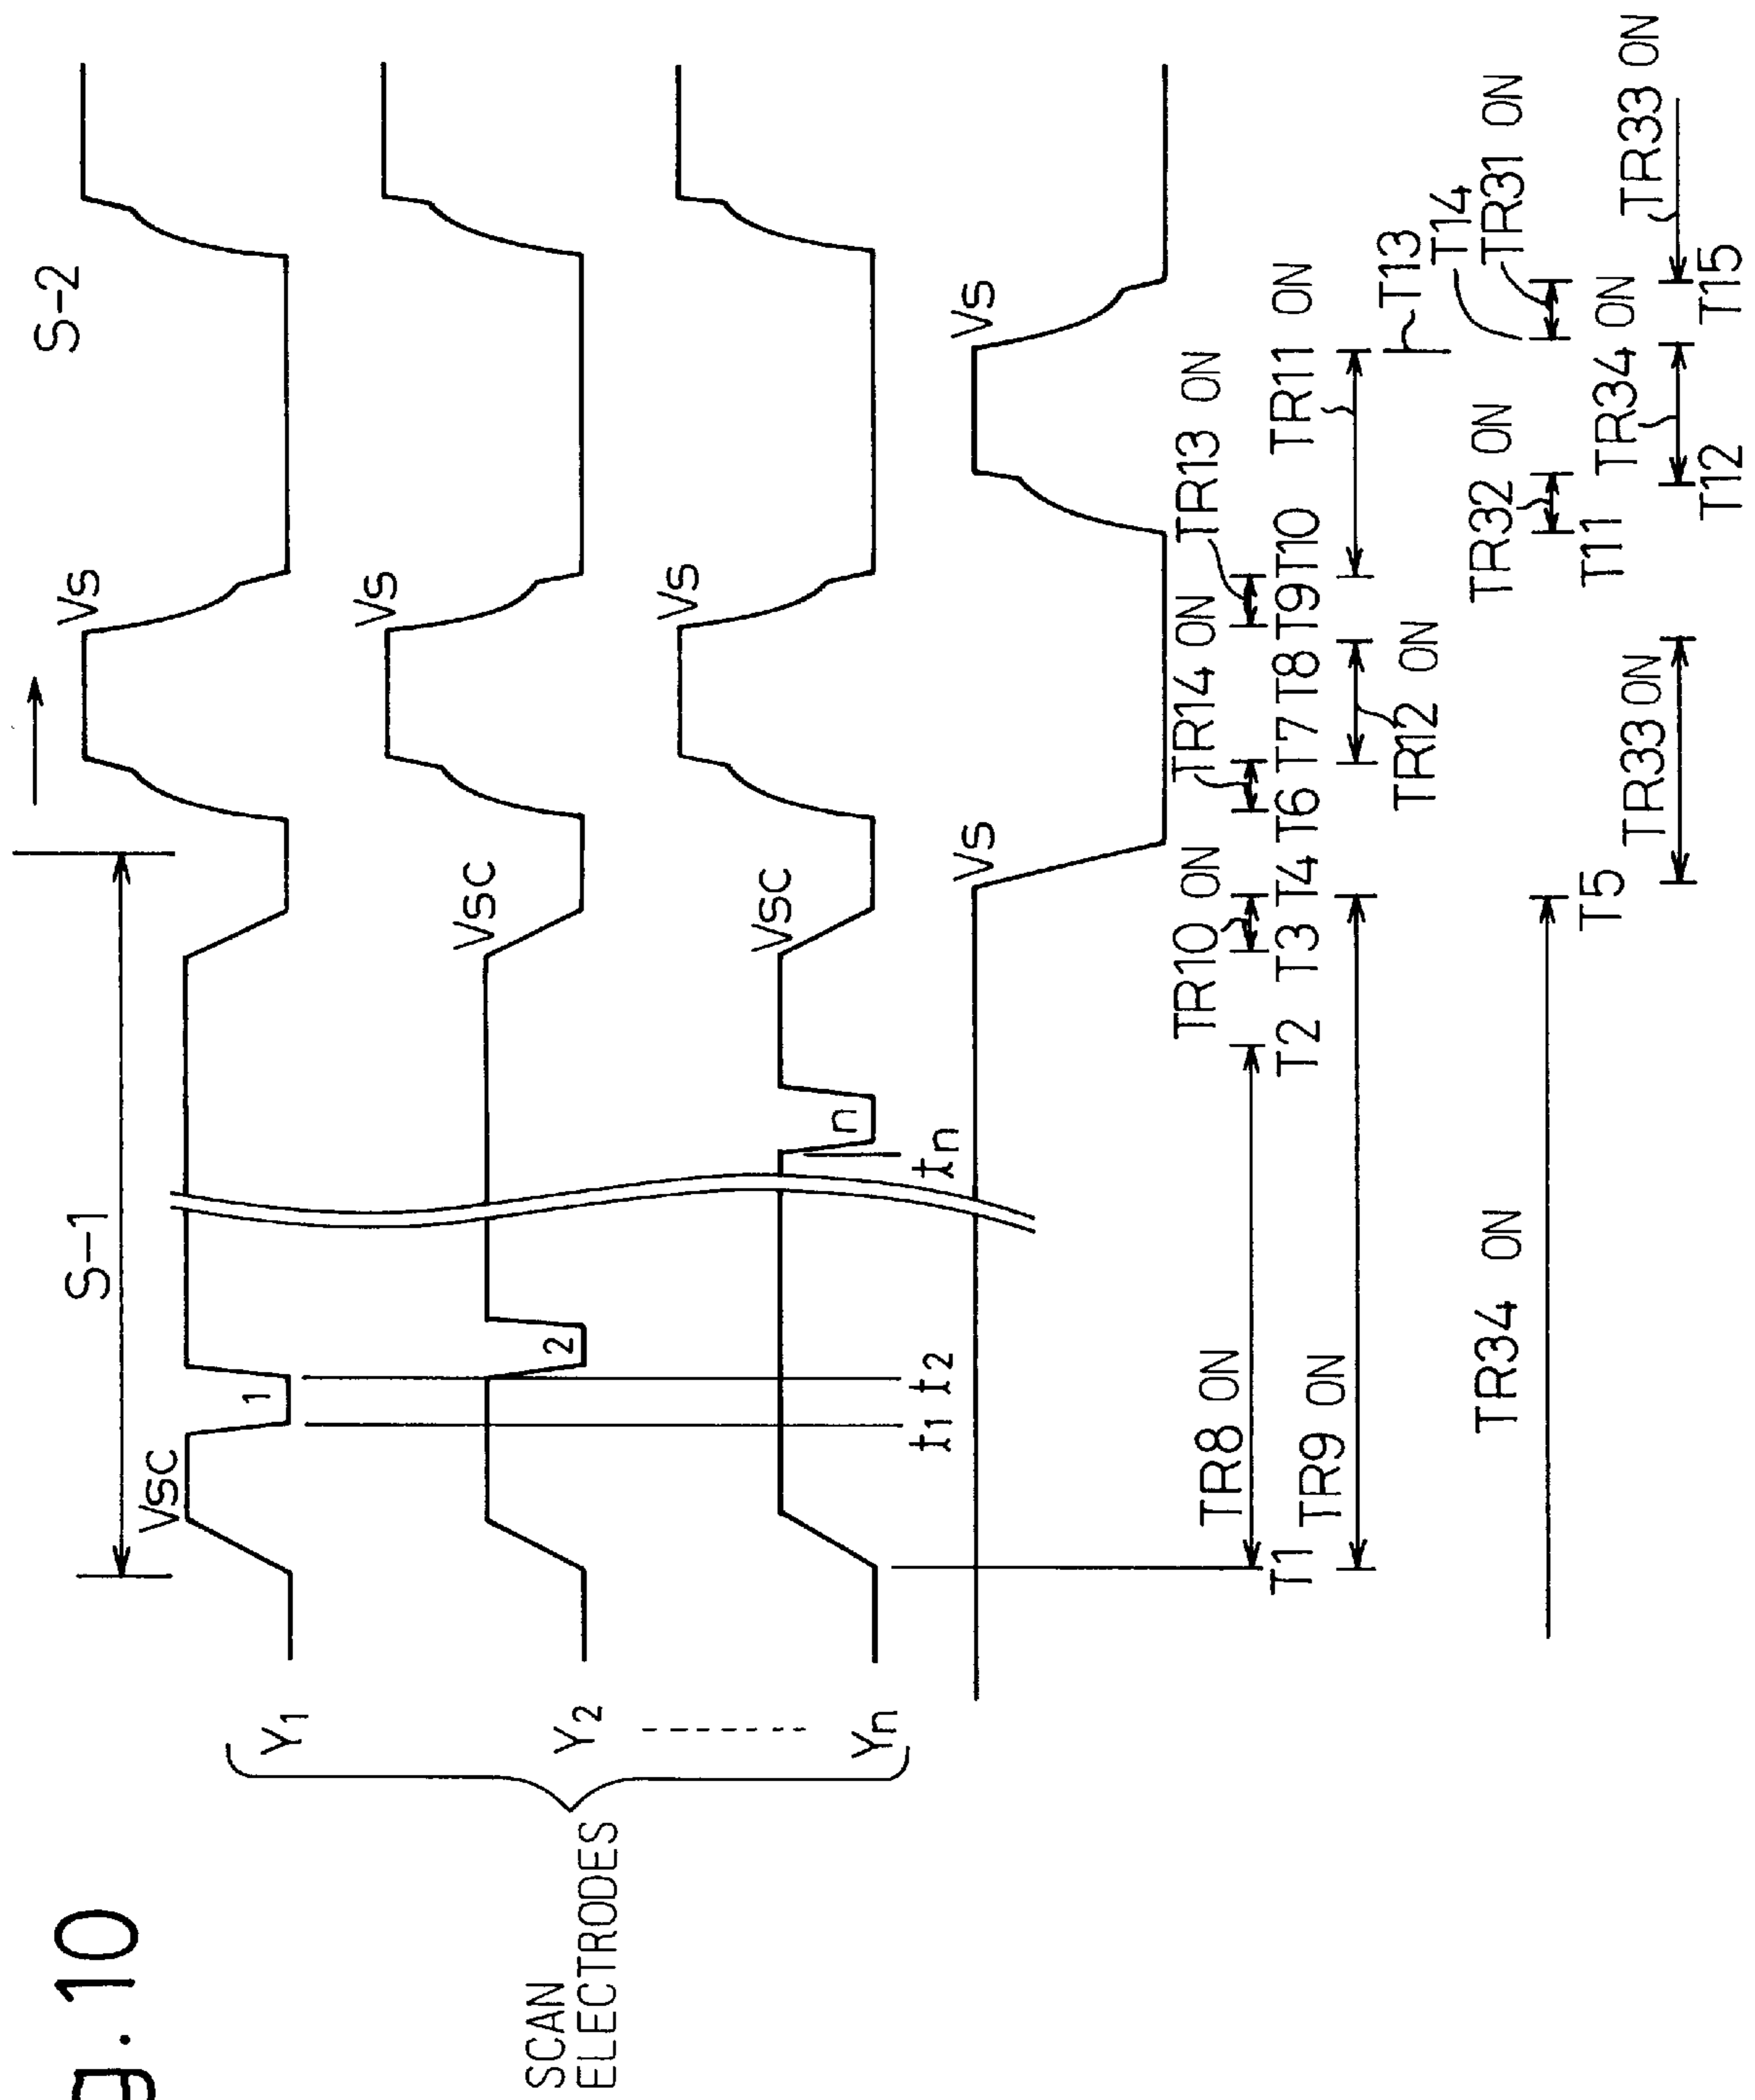 g. 10
S-1
S-2
SCAN
ELECTRODES
Y1
Vsc
1
Vs
Y2
2
Vsc
Vs
Yn
n
Vsc
Vs
t1 t2
tn
Vs
Vs
TR8 ON
TR10 ON
TR14 ON
TR13 ON
T1
T2
T3
T4
T6
T7
T8
T9
T10
TR9 ON
TR12 ON
TR11 ON
T13
T14
TR34 ON
TR32 ON
TR31 ON
T5
T11
TR33 ON
TR34 ON
TR33 ON
T12
T15